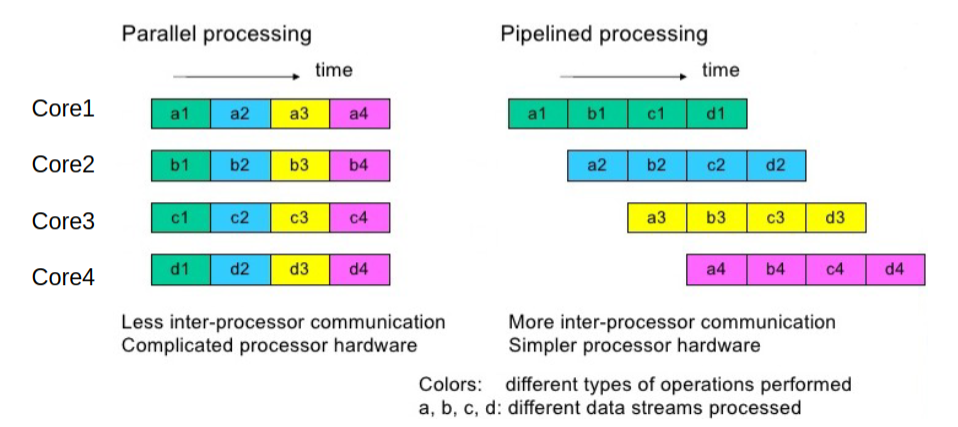 Parallel processing Pipelined processing
time time
Core1 a1 a2 a3 a4 a1 b1 c1 d1
Core2 b1 b2 b3 b4 a2 b2 c2 d2
Core3 c1 c2 c3 c4 a3 b3 c3 d3
Core4 d1 d2 d3 d4 a4 b4 c4 d4
Less inter-processor communication More inter-processor communication
Complicated processor hardware Simpler processor hardware
Colors: different types of operations performed
a, b, c, d: different data streams processed